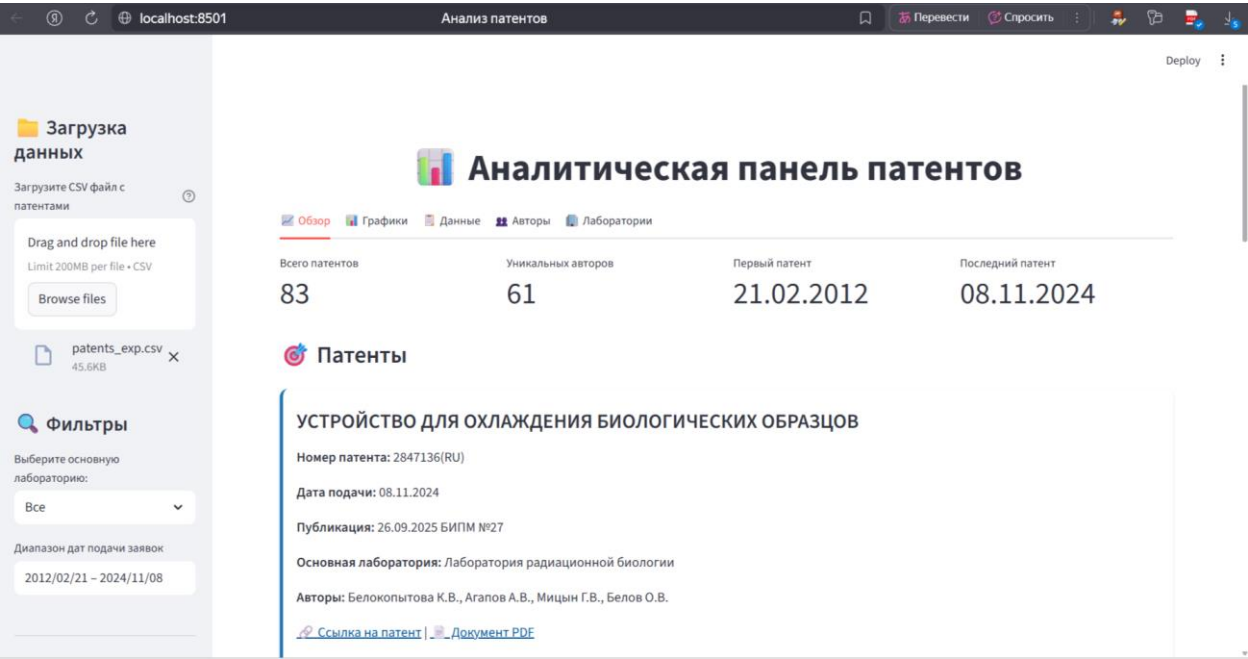 localhost:8501
Анализ патентов
Перевести
Спросить
Deploy
Загрузка
данных
Загрузите CSV файл с
патентами
Drag and drop file here
Limit 200MB per file • CSV
Browse files
patents_exp.csv
45.6KB
Фильтры
Выберите основную
лабораторию:
Все
Диапазон дат подачи заявок
2012/02/21 – 2024/11/08
Аналитическая панель патентов
Обзор Графики Данные Авторы Лаборатории
Всего патентов Уникальных авторов Первый патент Последний патент
83 61 21.02.2012 08.11.2024
Патенты
УСТРОЙСТВО ДЛЯ ОХЛАЖДЕНИЯ БИОЛОГИЧЕСКИХ ОБРАЗЦОВ
Номер патента: 2847136(RU)
Дата подачи: 08.11.2024
Публикация: 26.09.2025 БИПМ №27
Основная лаборатория: Лаборатория радиационной биологии
Авторы: Белокопытова К.В., Агапов А.В., Мицын Г.В., Белов О.В.
Ссылка на патент | Документ PDF